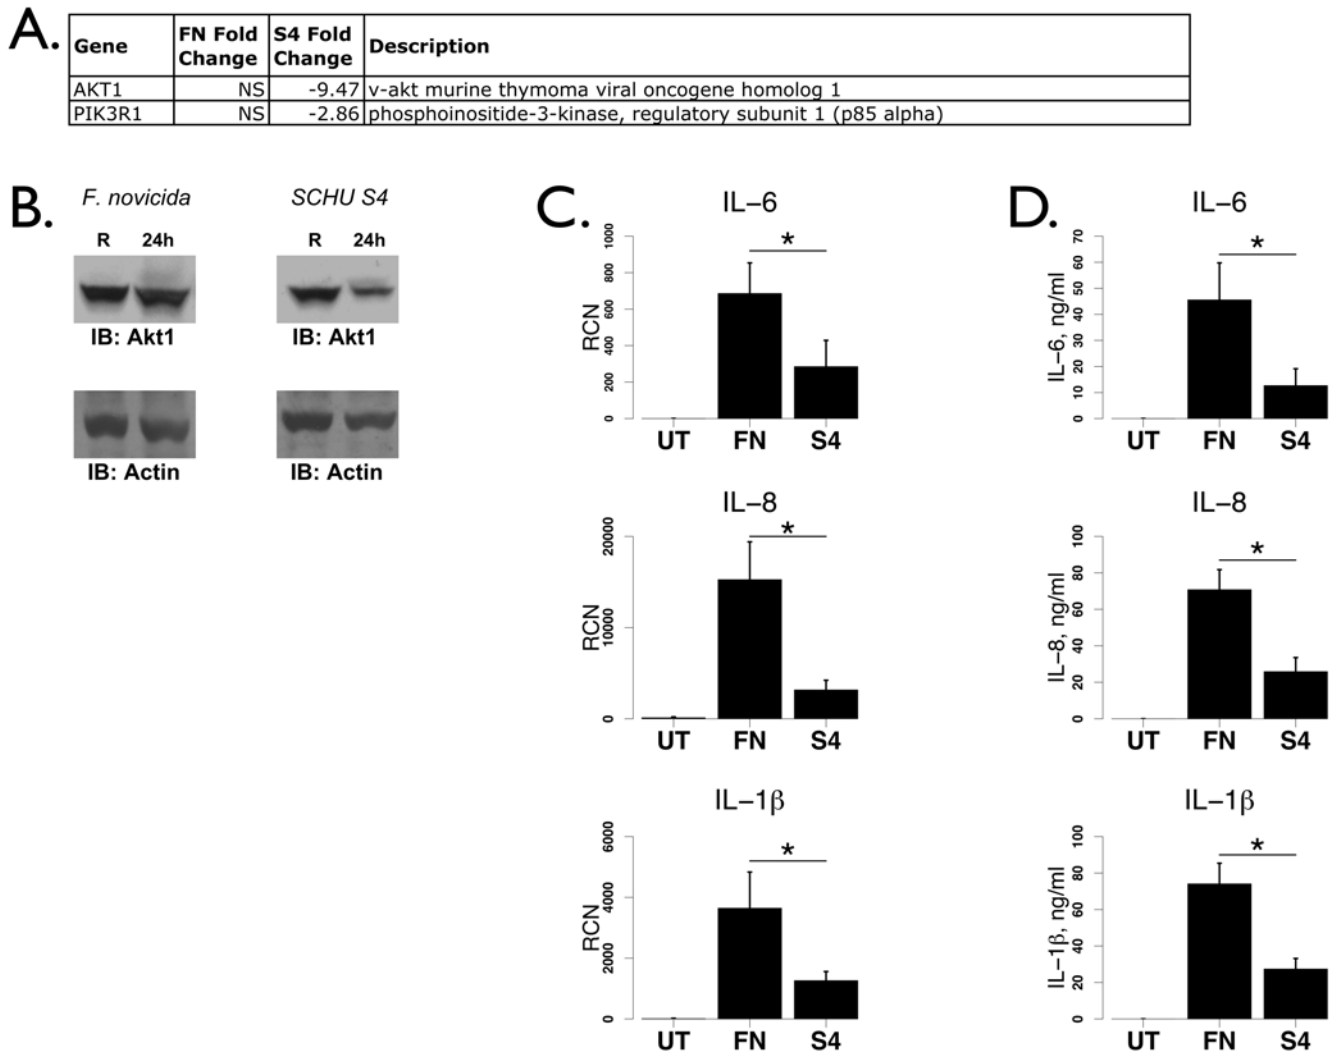 A.
Gene FN Fold Change S4 Fold Change Description
AKT1 NS -9.47 v-akt murine thymoma viral oncogene homolog 1
PIK3R1 NS -2.86 phosphoinositide-3-kinase, regulatory subunit 1 (p85 alpha)
B.
F. novicida SCHU S4
R 24h R 24h
IB: Akt1 IB: Akt1
IB: Actin IB: Actin
C.
IL-6
RCN
0 200 400 600 800 1000
*
UT FN S4
IL-8
RCN
0 10000 20000
*
UT FN S4
IL-1β
RCN
0 2000 4000 6000
*
UT FN S4
D.
IL-6
IL-6, ng/ml
0 10 20 30 40 50 60 70
*
UT FN S4
IL-8
IL-8, ng/ml
0 20 40 60 80 100
*
UT FN S4
IL-1β
IL-1β, ng/ml
0 20 40 60 80 100
*
UT FN S4